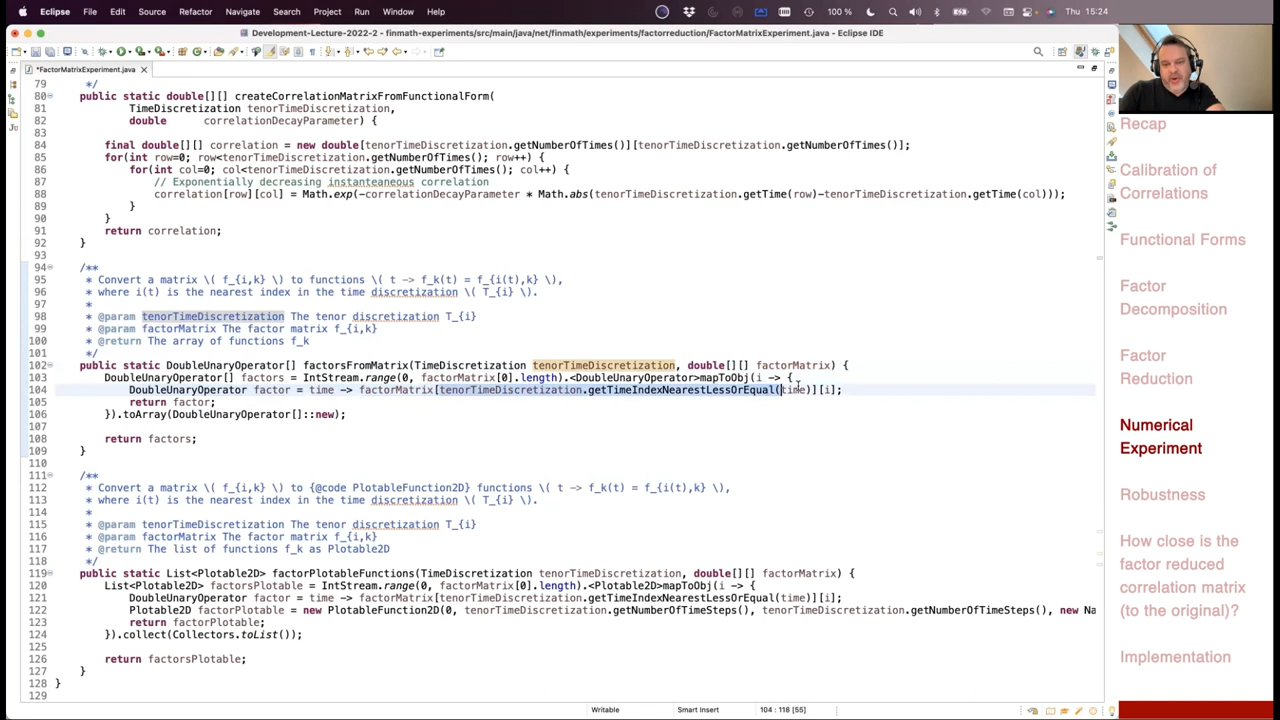 Eclipse File Edit Source Refactor Navigate Search Project Run Window Help 100 % Thu 15:24
Development-Lecture-2022-2 - finmath-experiments/src/main/java/net/finmath/experiments/factorreduction/FactorMatrixExperiment.java - Eclipse IDE
*FactorMatrixExperiment.java
79 */
80 public static double[][] createCorrelationMatrixFromFunctionalForm(
81 TimeDiscretization tenorTimeDiscretization,
82 double correlationDecayParameter) {
83
84 final double[][] correlation = new double[tenorTimeDiscretization.getNumberOfTimes()][tenorTimeDiscretization.getNumberOfTimes()];
85 for(int row=0; row<tenorTimeDiscretization.getNumberOfTimes(); row++) {
86 for(int col=0; col<tenorTimeDiscretization.getNumberOfTimes(); col++) {
87 // Exponentially decreasing instanteaneous correlation
88 correlation[row][col] = Math.exp(-correlationDecayParameter * Math.abs(tenorTimeDiscretization.getTime(row)-tenorTimeDiscretization.getTime(col)));
89 }
90 }
91 return correlation;
92 }
93
94 /**
95 * Convert a matrix \( f_{i,k} \) to functions \( t -> f_k(t) = f_{i(t),k} \),
96 * where i(t) is the nearest index in the time discretization \( T_{i} \).
97 *
98 * @param tenorTimeDiscretization The tenor discretization T_{i}
99 * @param factorMatrix The factor matrix f_{i,k}
100 * @return The array of functions f_k
101 */
102 public static DoubleUnaryOperator[] factorsFromMatrix(TimeDiscretization tenorTimeDiscretization, double[][] factorMatrix) {
103 DoubleUnaryOperator[] factors = IntStream.range(0, factorMatrix[0].length).<DoubleUnaryOperator>mapToObj(i -> {
104 DoubleUnaryOperator factor = time -> factorMatrix[tenorTimeDiscretization.getTimeIndexNearestLessOrEqual(time)][i];
105 return factor;
106 }).toArray(DoubleUnaryOperator[]::new);
107
108 return factors;
109 }
110
111 /**
112 * Convert a matrix \( f_{i,k} \) to {@code PlotableFunction2D} functions \( t -> f_k(t) = f_{i(t),k} \),
113 * where i(t) is the nearest index in the time discretization \( T_{i} \).
114 *
115 * @param tenorTimeDiscretization The tenor discretization T_{i}
116 * @param factorMatrix The factor matrix f_{i,k}
117 * @return The list of functions f_k as Plotable2D
118 */
119 public static List<Plotable2D> factorPlotableFunctions(TimeDiscretization tenorTimeDiscretization, double[][] factorMatrix) {
120 List<Plotable2D> factorsPlotable = IntStream.range(0, factorMatrix[0].length).<Plotable2D>mapToObj(i -> {
121 DoubleUnaryOperator factor = time -> factorMatrix[tenorTimeDiscretization.getTimeIndexNearestLessOrEqual(time)][i];
122 Plotable2D factorPlotable = new PlotableFunction2D(0, tenorTimeDiscretization.getNumberOfTimeSteps(), tenorTimeDiscretization.getNumberOfTimeSteps(), new Na
123 return factorPlotable;
124 }).collect(Collectors.toList());
125
126 return factorsPlotable;
127 }
128 }
129
Writable Smart Insert 104 : 118 [55]
Recap
Calibration of
Correlations
Functional Forms
Factor
Decomposition
Factor
Reduction
Numerical
Experiment
Robustness
How close is the
factor reduced
correlation matrix
(to the original)?
Implementation